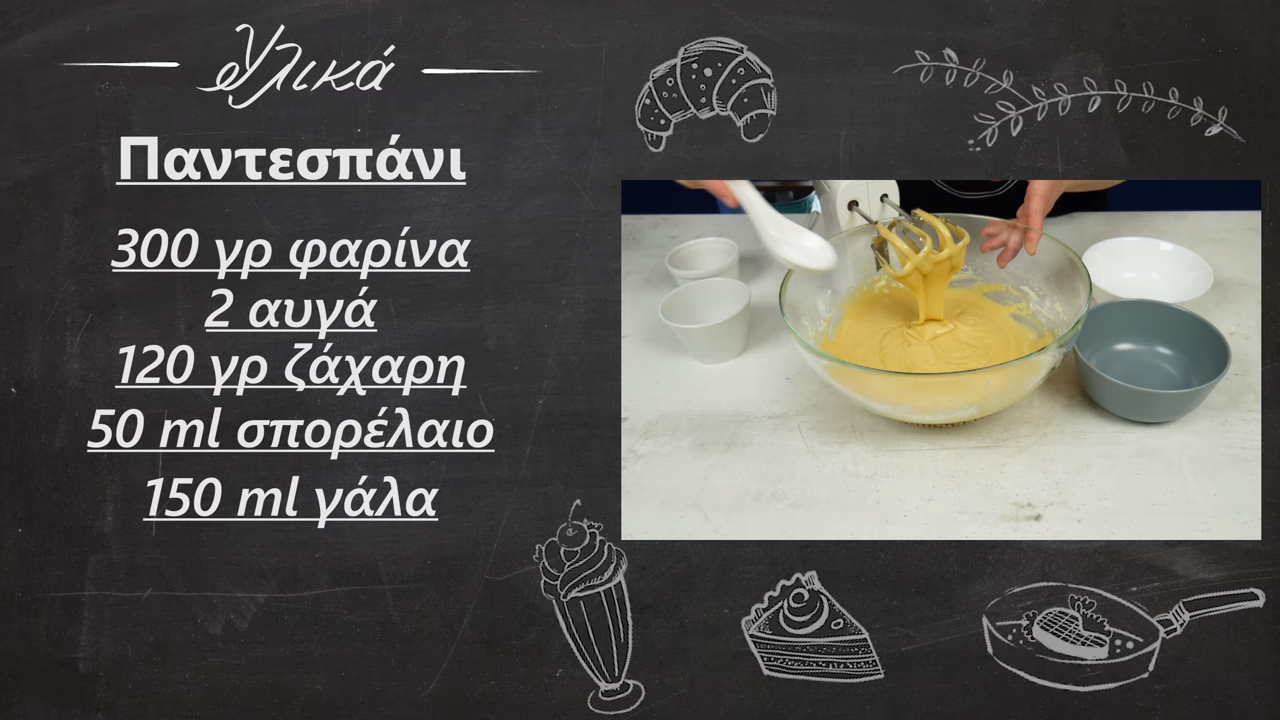 Υλικά
Παντεσπάνι
300 γρ φαρίνα
2 αυγά
120 γρ ζάχαρη
50 ml σπορέλαιο
150 ml γάλα